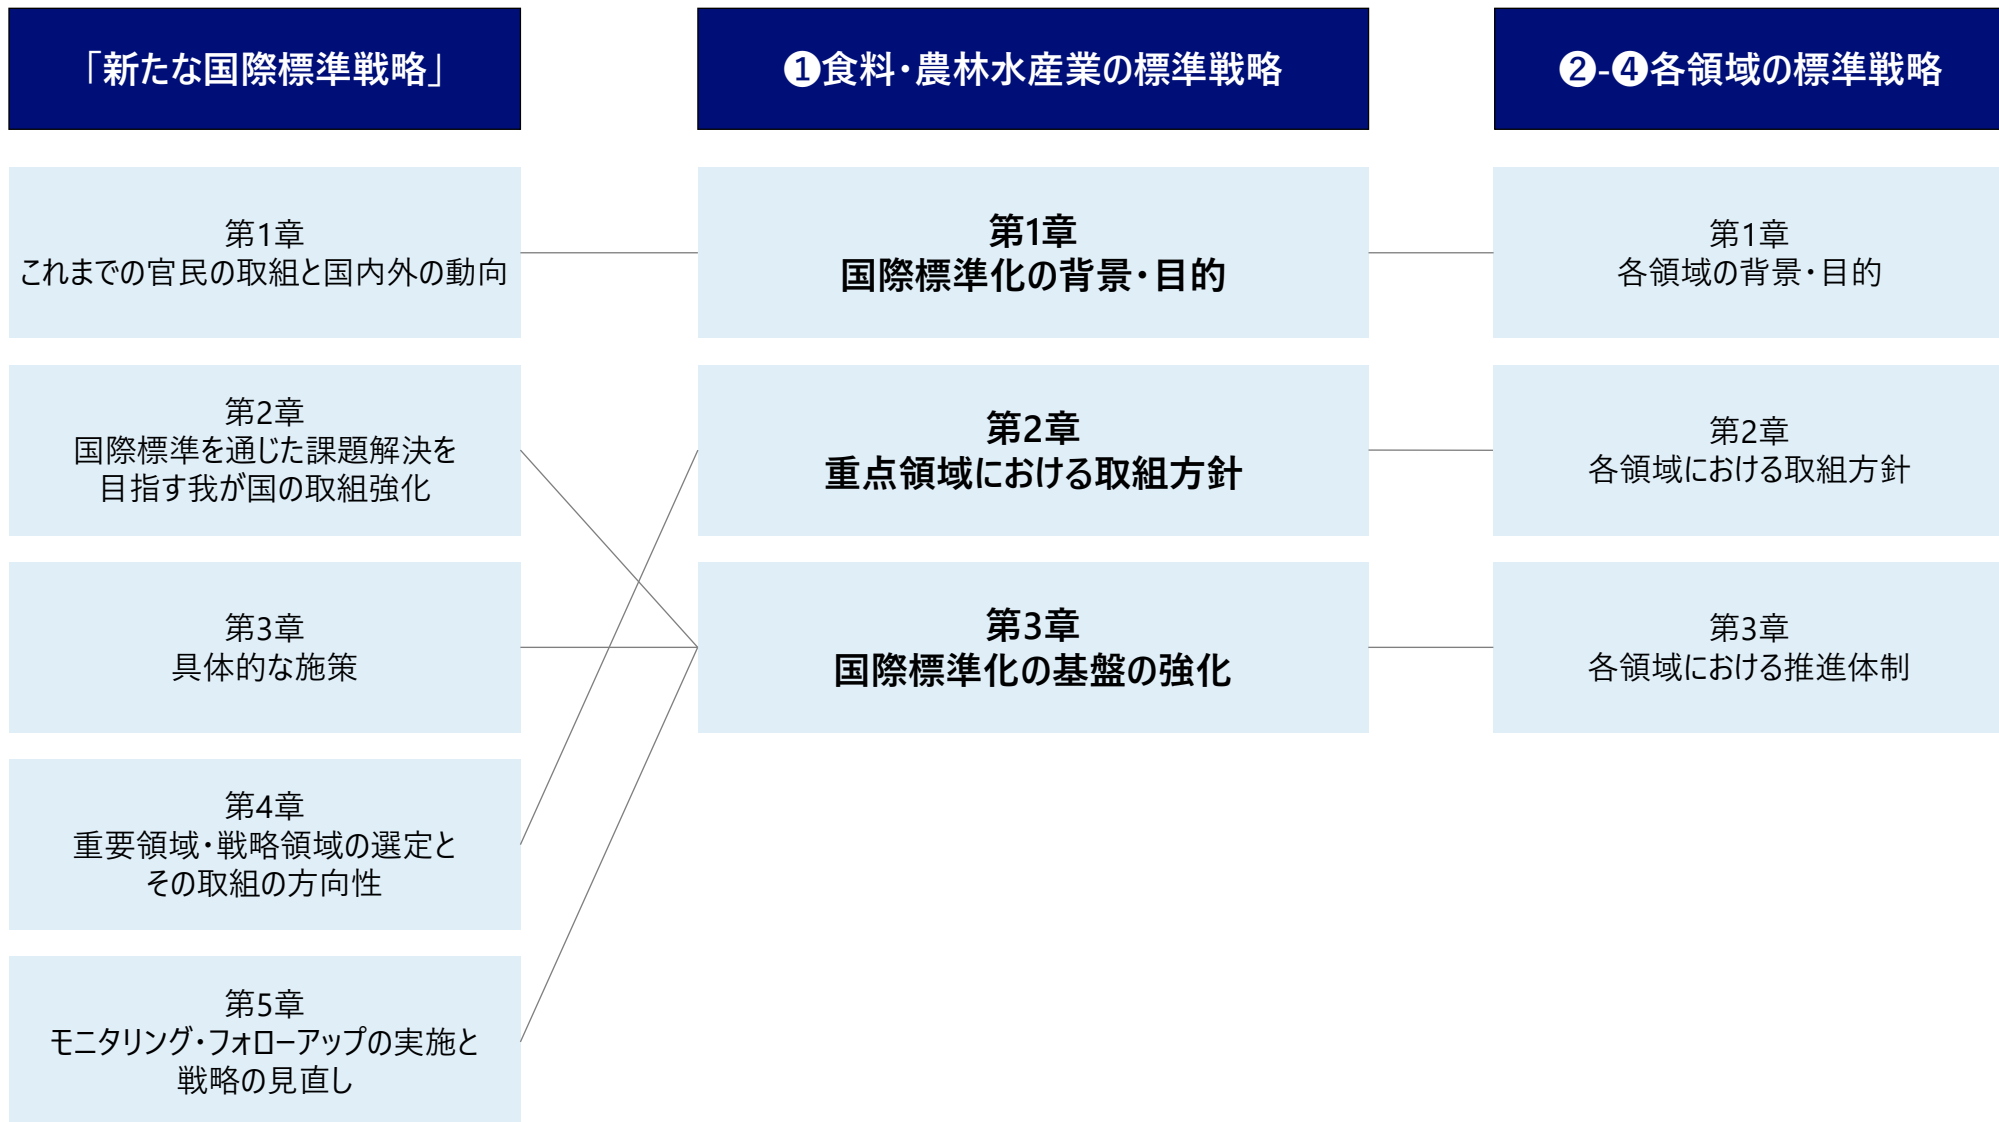 「新たな国際標準戦略」
第1章
これまでの官民の取組と国内外の動向
第2章
国際標準を通じた課題解決を
目指す我が国の取組強化
第3章
具体的な施策
第4章
重要領域・戦略領域の選定と
その取組の方向性
第5章
モニタリング・フォローアップの実施と
戦略の見直し
❶食料・農林水産業の標準戦略
第1章
国際標準化の背景・目的
第2章
重点領域における取組方針
第3章
国際標準化の基盤の強化
❷-❹各領域の標準戦略
第1章
各領域の背景・目的
第2章
各領域における取組方針
第3章
各領域における推進体制